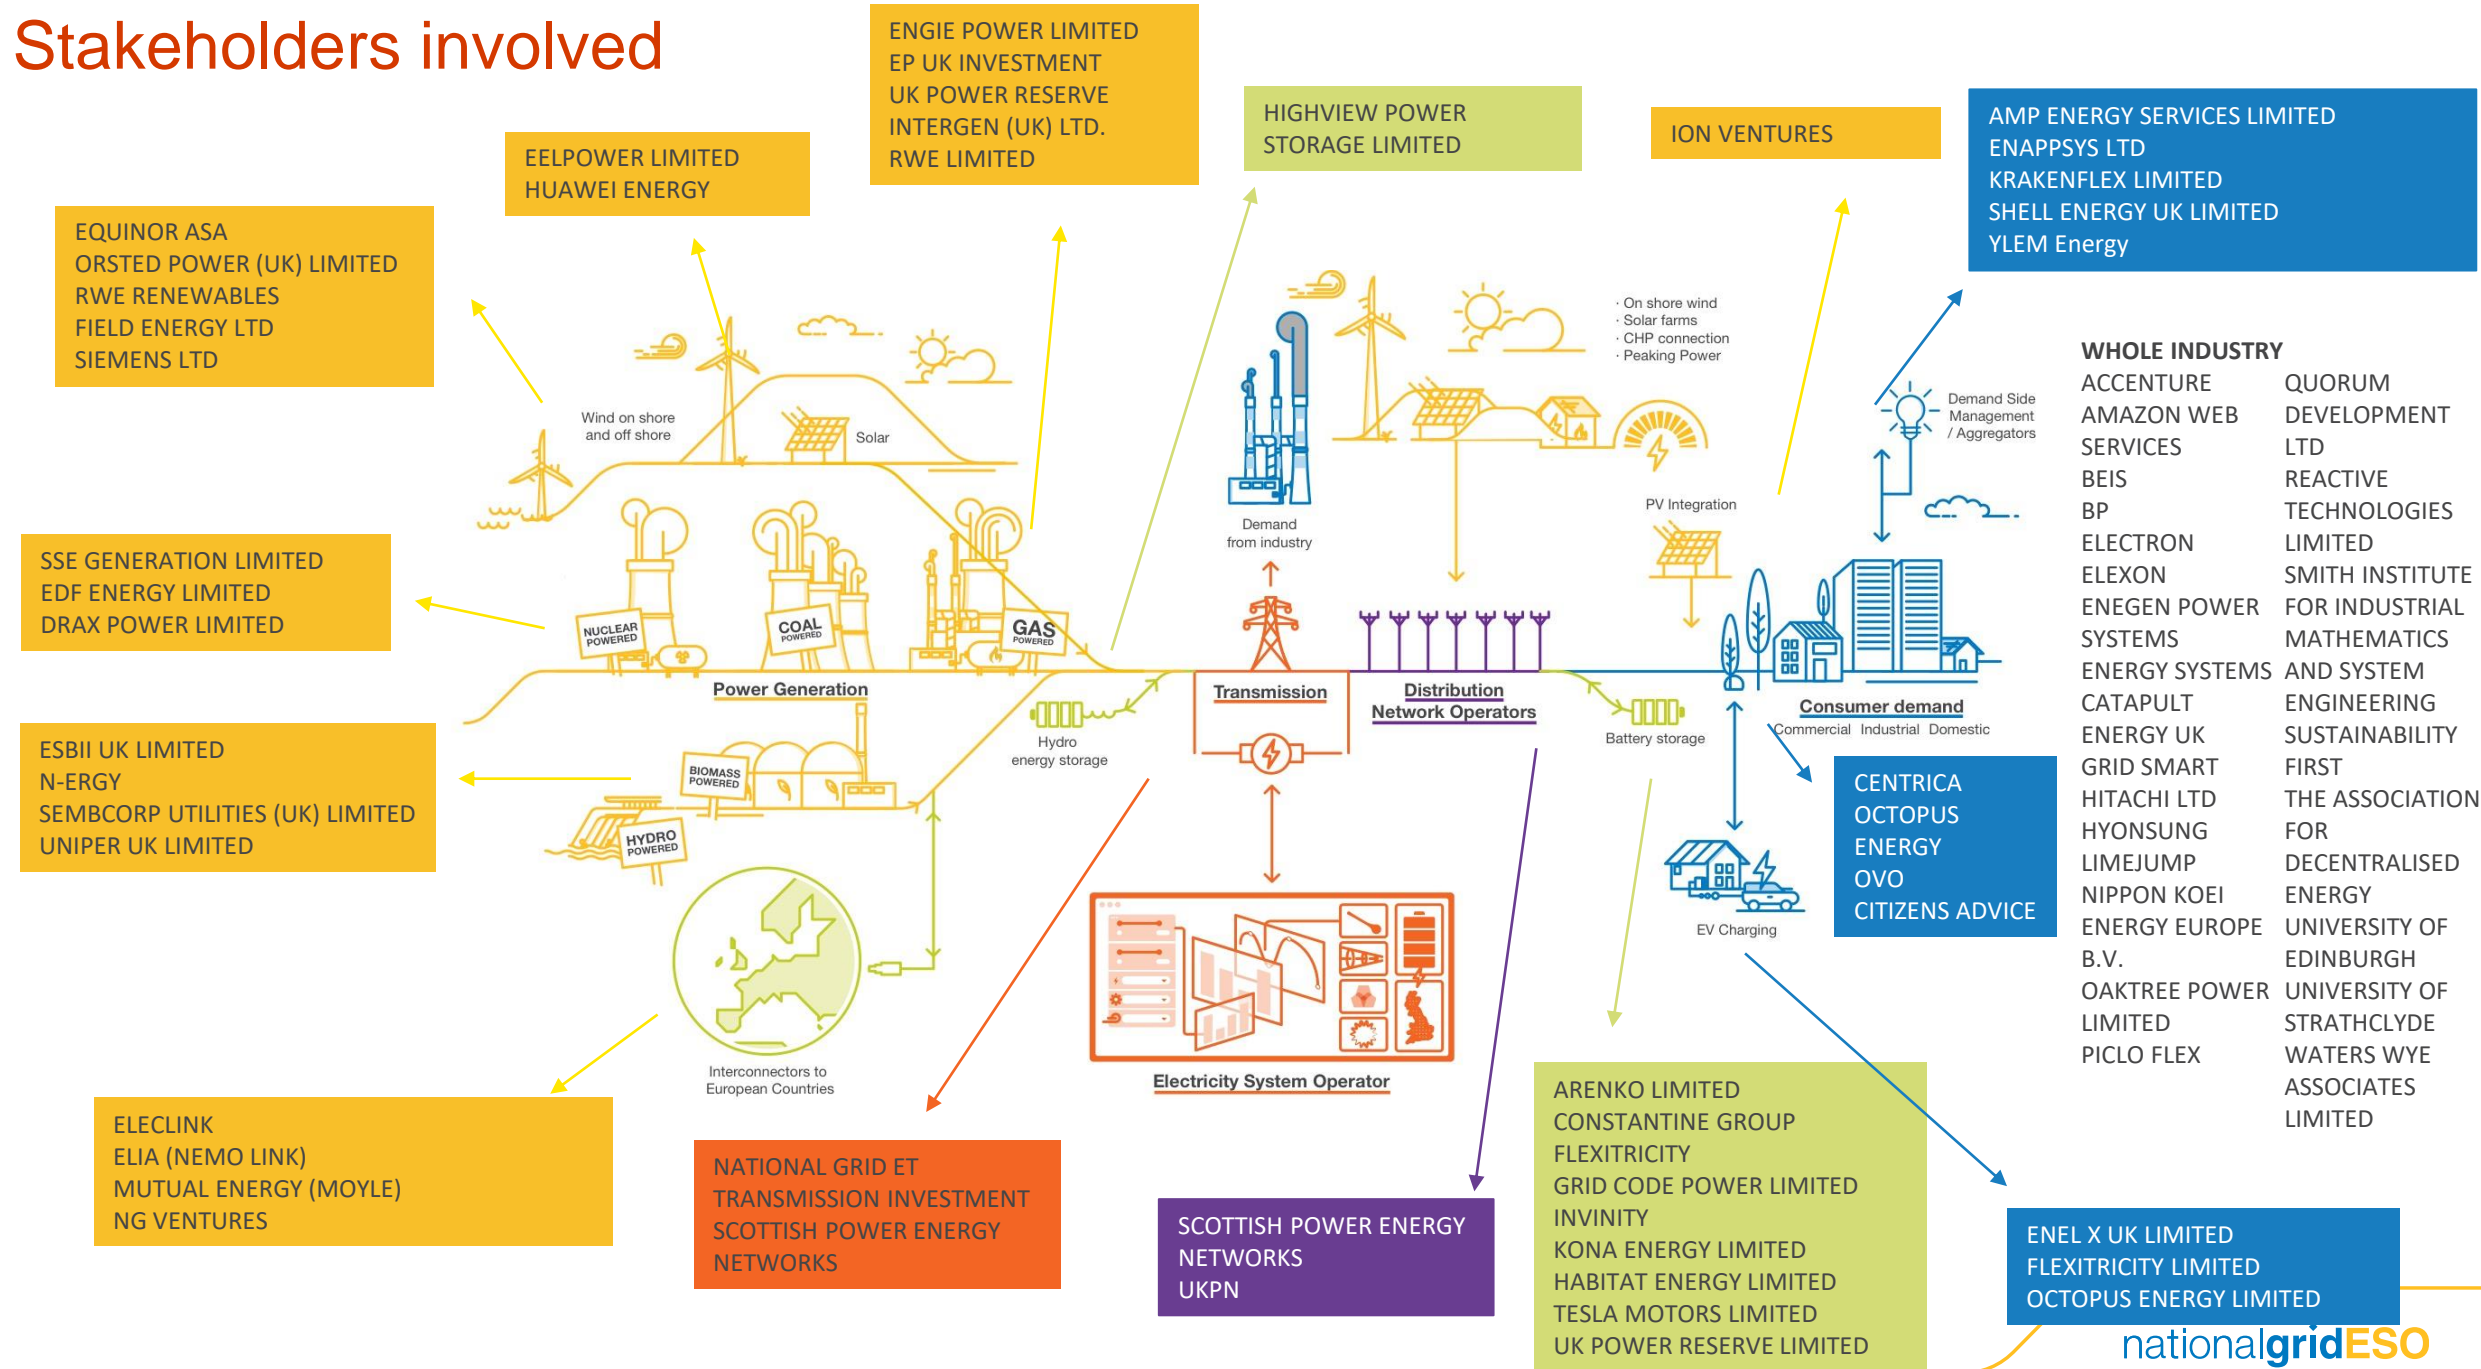 Stakeholders involved
ENGIE POWER LIMITED
EP UK INVESTMENT
UK POWER RESERVE
INTERGEN (UK) LTD.
RWE LIMITED
HIGHVIEW POWER
STORAGE LIMITED
ION VENTURES
AMP ENERGY SERVICES LIMITED
ENAPPSYS LTD
KRAKENFLEX LIMITED
SHELL ENERGY UK LIMITED
YLEM Energy
EELPOWER LIMITED
HUAWEI ENERGY
EQUINOR ASA
ORSTED POWER (UK) LIMITED
RWE RENEWABLES
FIELD ENERGY LTD
SIEMENS LTD
SSE GENERATION LIMITED
EDF ENERGY LIMITED
DRAX POWER LIMITED
ESBII UK LIMITED
N-ERGY
SEMBCORP UTILITIES (UK) LIMITED
UNIPER UK LIMITED
ELECLINK
ELIA (NEMO LINK)
MUTUAL ENERGY (MOYLE)
NG VENTURES
Wind on shore
and off shore
Solar
NUCLEAR
POWERED
COAL
POWERED
GAS
POWERED
Power Generation
BIOMASS
POWERED
HYDRO
POWERED
Interconnectors to
European Countries
Hydro
energy storage
Demand
from industry
Transmission
Distribution
Network Operators
Electricity System Operator
· On shore wind
· Solar farms
· CHP connection
· Peaking Power
PV Integration
Battery storage
Demand Side
Management
/ Aggregators
Consumer demand
Commercial Industrial Domestic
EV Charging
CENTRICA
OCTOPUS
ENERGY
OVO
CITIZENS ADVICE
NATIONAL GRID ET
TRANSMISSION INVESTMENT
SCOTTISH POWER ENERGY
NETWORKS
SCOTTISH POWER ENERGY
NETWORKS
UKPN
ARENKO LIMITED
CONSTANTINE GROUP
FLEXITRICITY
GRID CODE POWER LIMITED
INVINITY
KONA ENERGY LIMITED
HABITAT ENERGY LIMITED
TESLA MOTORS LIMITED
UK POWER RESERVE LIMITED
ENEL X UK LIMITED
FLEXITRICITY LIMITED
OCTOPUS ENERGY LIMITED
WHOLE INDUSTRY
ACCENTURE
AMAZON WEB
SERVICES
BEIS
BP
ELECTRON
ELEXON
ENEGEN POWER
SYSTEMS
ENERGY SYSTEMS
CATAPULT
ENERGY UK
GRID SMART
HITACHI LTD
HYONSUNG
LIMEJUMP
NIPPON KOEI
ENERGY EUROPE
B.V.
OAKTREE POWER
LIMITED
PICLO FLEX
QUORUM
DEVELOPMENT
LTD
REACTIVE
TECHNOLOGIES
LIMITED
SMITH INSTITUTE
FOR INDUSTRIAL
MATHEMATICS
AND SYSTEM
ENGINEERING
SUSTAINABILITY
FIRST
THE ASSOCIATION
FOR
DECENTRALISED
ENERGY
UNIVERSITY OF
EDINBURGH
UNIVERSITY OF
STRATHCLYDE
WATERS WYE
ASSOCIATES
LIMITED
nationalgridESO